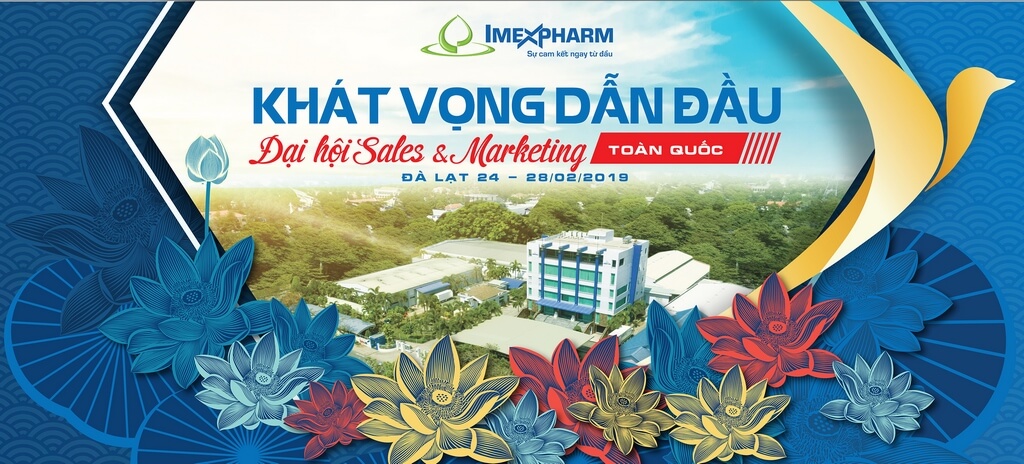 IMEXPHARM
Sự cam kết ngay từ đầu
KHÁT VỌNG DẪN ĐẦU
Đại hội Sales & Marketing TOÀN QUỐC
ĐÀ LẠT 24 – 28/02/2019